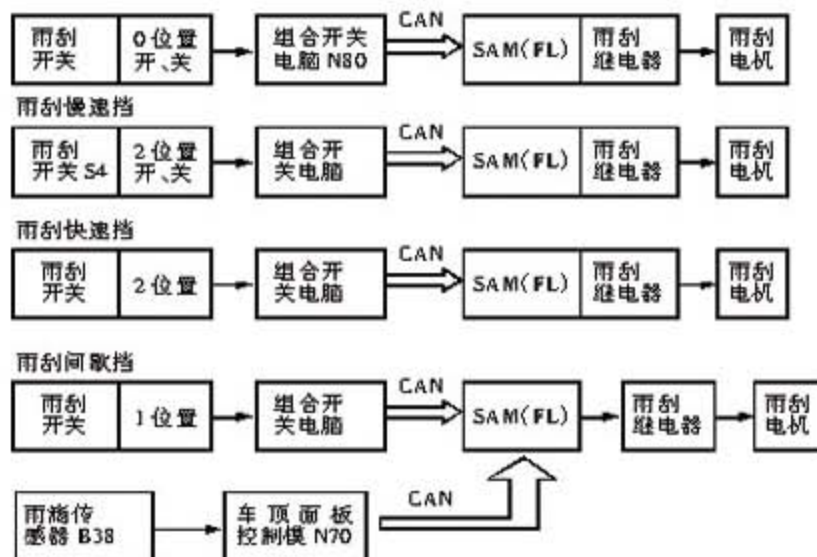 CAN
雨刮 0位置 组合开关 SAM(FL) 雨刮 雨刮
开关 开、关 电脑N80 继电器 电机
雨刮慢速挡
CAN
雨刮 2位置 组合开 SAM(FL) 雨刮 雨刮
开关S4 开、关 关电脑 继电器 电机
雨刮快速挡
CAN
雨刮 2位置 组合开 SAM(FL) 雨刮 雨刮
开关 关电脑 继电器 电机
雨刮间歇挡
CAN
雨刮 1位置 组合开 SAM(FL) 雨刮 雨刮
开关 关电脑 继电器 电机
CAN
雨滴传 车顶面板
感器B38 控制模N70